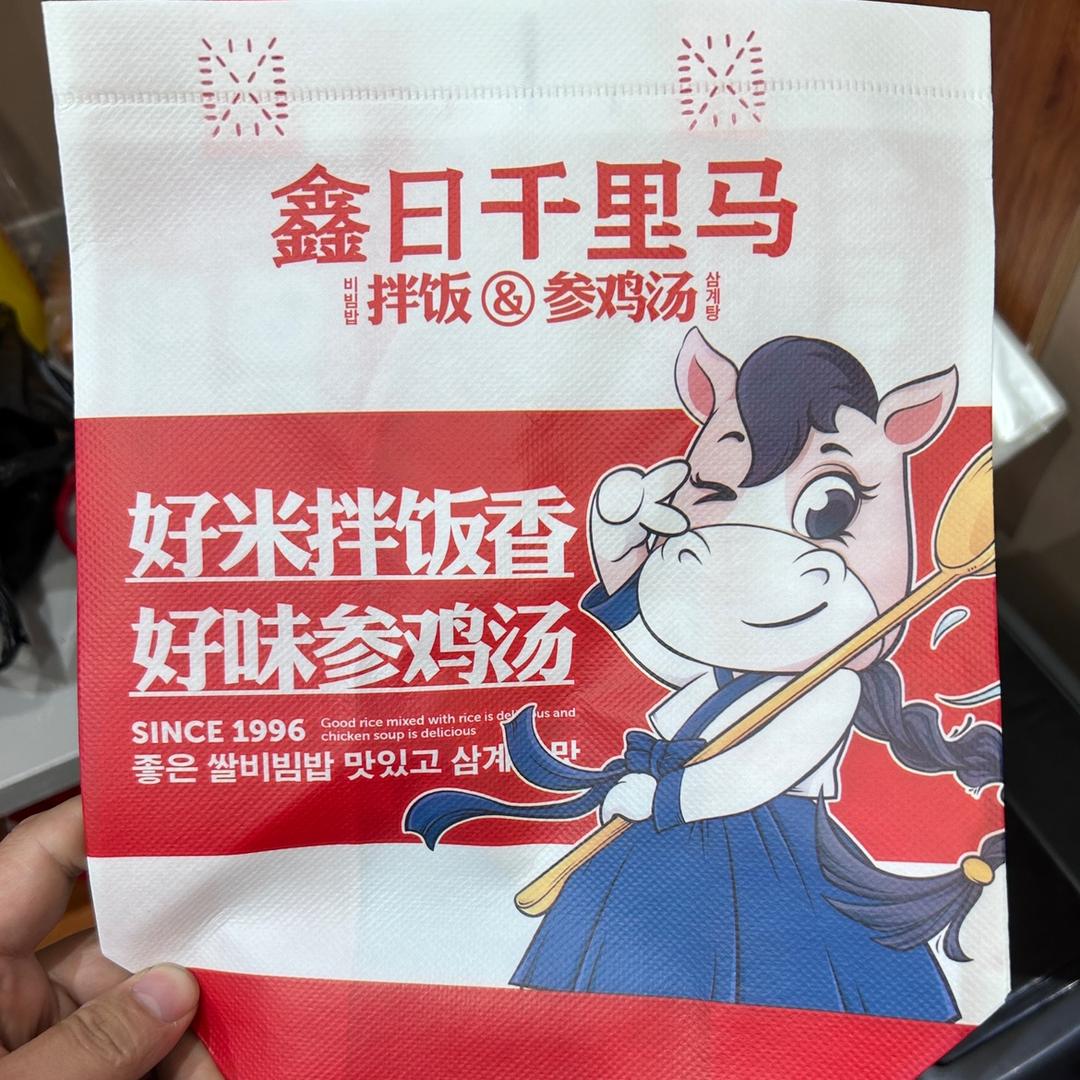 鑫日千里马
비빔밥 拌饭 & 参鸡汤 삼계탕
好米拌饭香
好味参鸡汤
SINCE 1996
Good rice mixed with rice is and
chicken soup is delicious
좋은 쌀비빔밥 맛있고